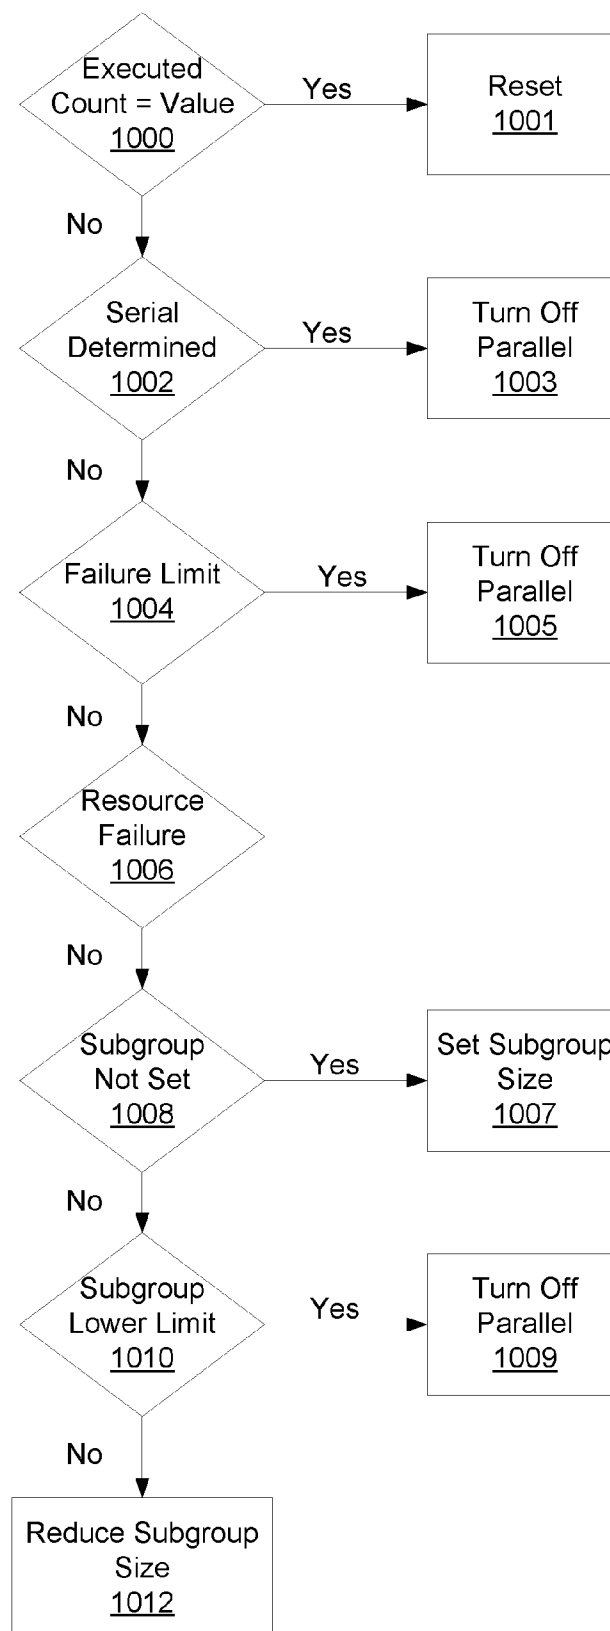 Executed
Count = Value
1000
Yes
Reset
1001
No
Serial
Determined
1002
Yes
Turn Off
Parallel
1003
No
Failure Limit
1004
Yes
Turn Off
Parallel
1005
No
Resource
Failure
1006
No
Subgroup
Not Set
1008
Yes
Set Subgroup
Size
1007
No
Subgroup
Lower Limit
1010
Yes
Turn Off
Parallel
1009
No
Reduce Subgroup
Size
1012